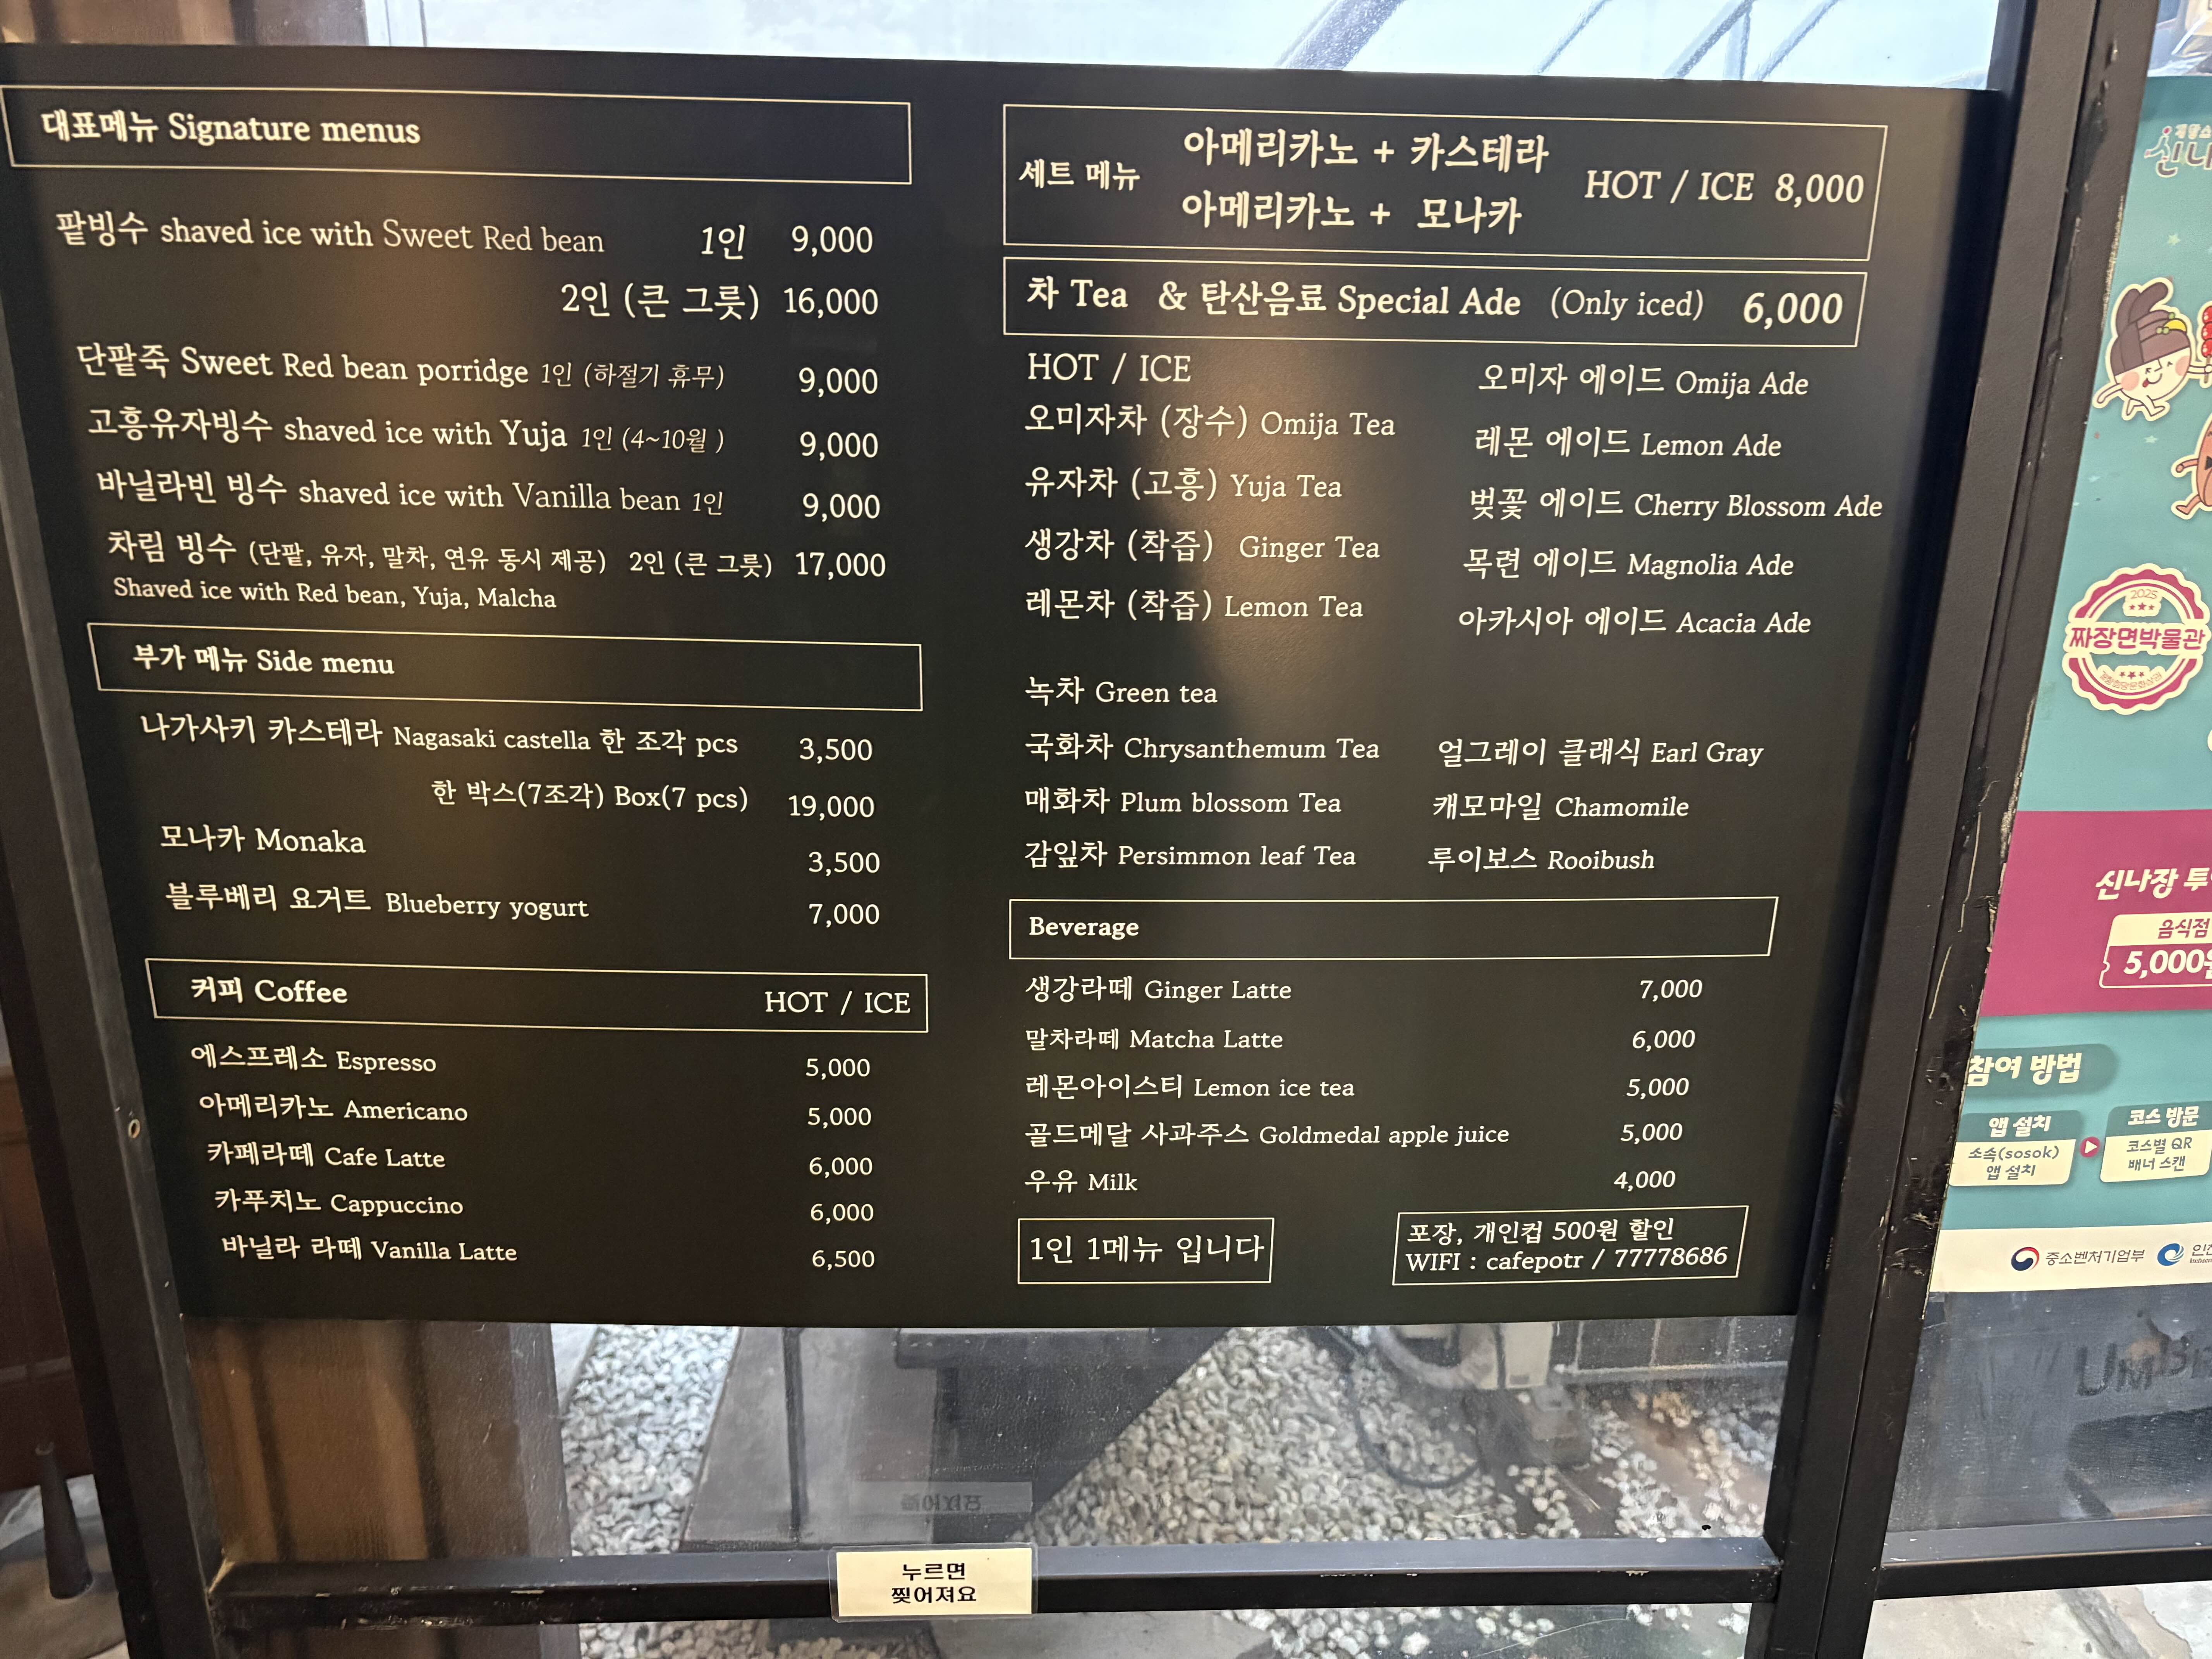 대표메뉴 Signature menus
팥빙수 shaved ice with Sweet Red bean 1인 9,000
2인 (큰 그릇) 16,000
단팥죽 Sweet Red bean porridge 1인 (하절기 휴무) 9,000
고흥유자빙수 shaved ice with Yuja 1인 (4~10월 ) 9,000
바닐라빈 빙수 shaved ice with Vanilla bean 1인 9,000
차림 빙수 (단팥, 유자, 말차, 연유 동시 제공) 2인 (큰 그릇) 17,000
Shaved ice with Red bean, Yuja, Malcha
부가 메뉴 Side menu
나가사키 카스테라 Nagasaki castella 한 조각 pcs 3,500
한 박스(7조각) Box(7 pcs) 19,000
모나카 Monaka 3,500
블루베리 요거트 Blueberry yogurt 7,000
커피 Coffee HOT / ICE
에스프레소 Espresso 5,000
아메리카노 Americano 5,000
카페라떼 Cafe Latte 6,000
카푸치노 Cappuccino 6,000
바닐라 라떼 Vanilla Latte 6,500
세트 메뉴
아메리카노 + 카스테라
아메리카노 + 모나카
HOT / ICE 8,000
차 Tea & 탄산음료 Special Ade (Only iced) 6,000
HOT / ICE
오미자차 (장수) Omija Tea
유자차 (고흥) Yuja Tea
생강차 (착즙) Ginger Tea
레몬차 (착즙) Lemon Tea
녹차 Green tea
국화차 Chrysanthemum Tea
매화차 Plum blossom Tea
감잎차 Persimmon leaf Tea
오미자 에이드 Omija Ade
레몬 에이드 Lemon Ade
벚꽃 에이드 Cherry Blossom Ade
목련 에이드 Magnolia Ade
아카시아 에이드 Acacia Ade
얼그레이 클래식 Earl Gray
캐모마일 Chamomile
루이보스 Rooibush
Beverage
생강라떼 Ginger Latte 7,000
말차라떼 Matcha Latte 6,000
레몬아이스티 Lemon ice tea 5,000
골드메달 사과주스 Goldmedal apple juice 5,000
우유 Milk 4,000
1인 1메뉴 입니다
포장, 개인컵 500원 할인
WIFI : cafepotr / 77778686
누르면
찢어져요
2025
짜장면박물관
신나장
음식점
5,000원
참여 방법
앱 설치
소속(sosok)
앱 설치
코스 방문
코스별 QR
배너 스캔
중소벤처기업부